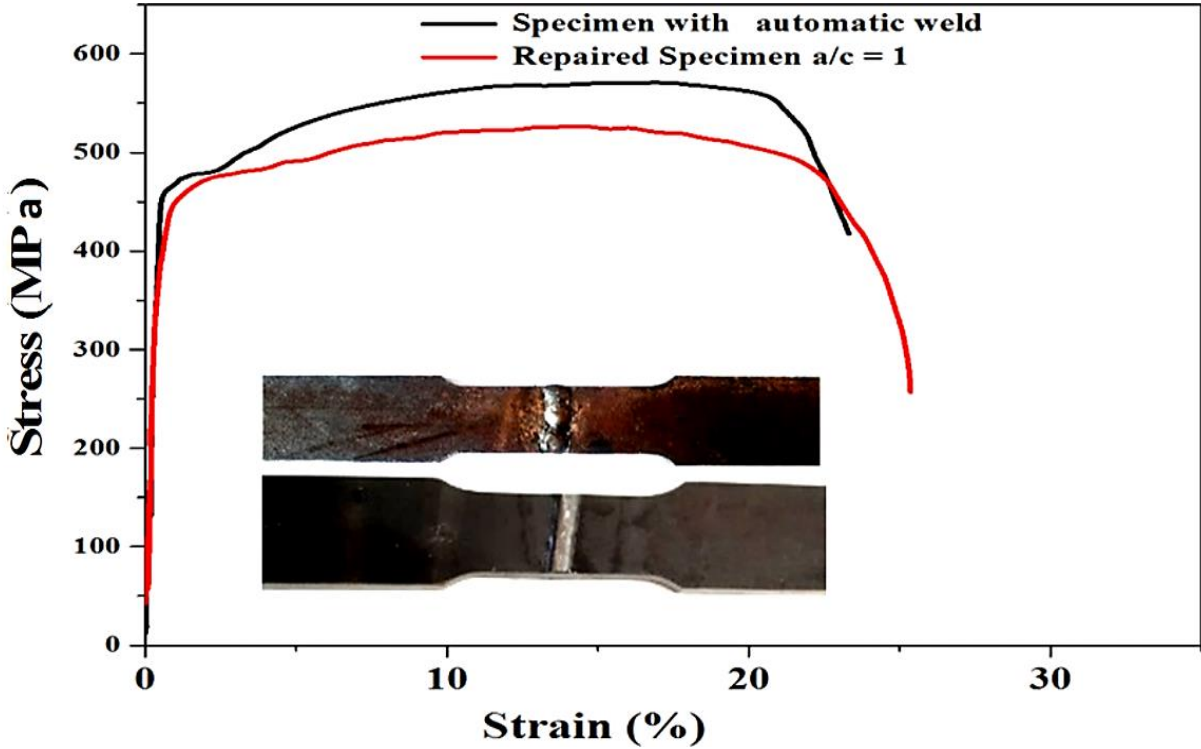 Specimen with automatic weld
Repaired Specimen a/c = 1
600
500
400
300
200
100
0
Stress (MPa)
0
10
20
30
Strain (%)